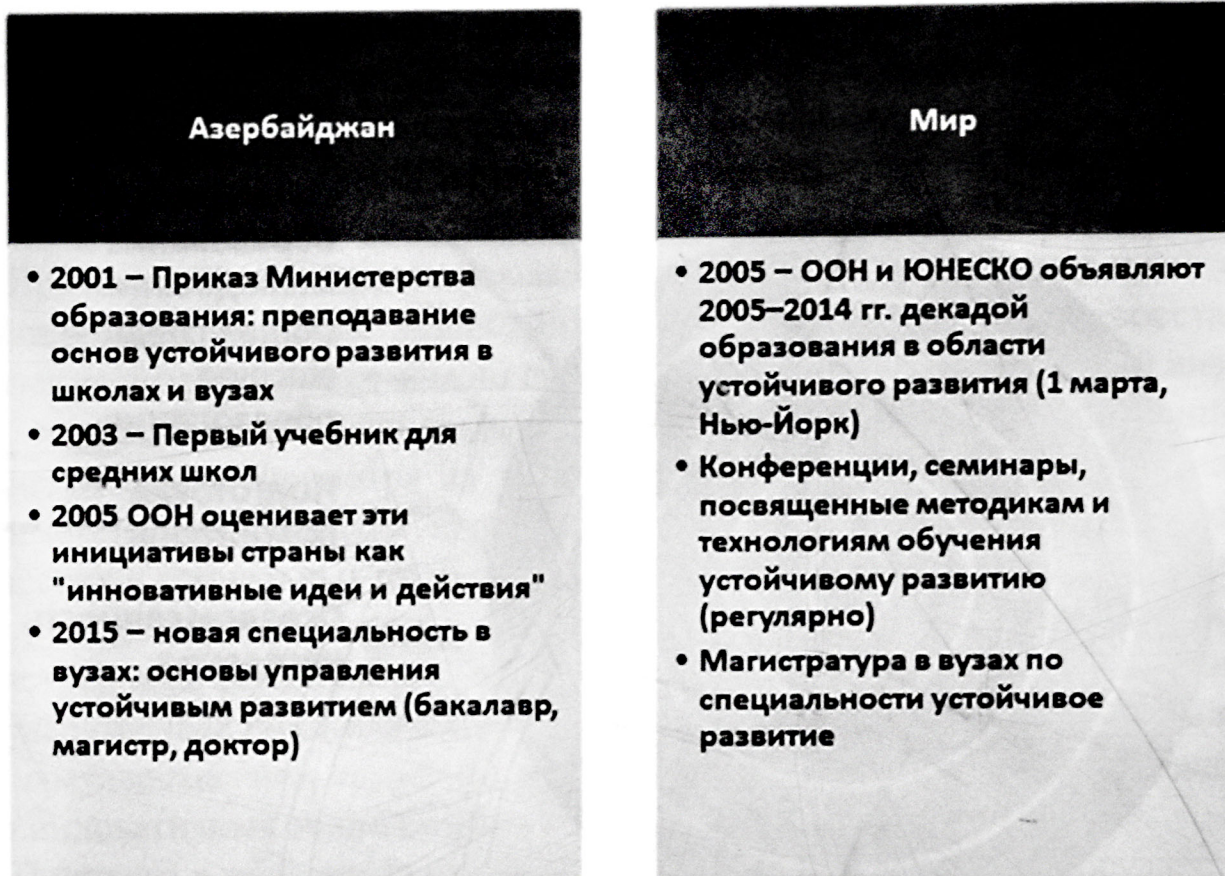 Азербайджан
• 2001 – Приказ Министерства
образования: преподавание
основ устойчивого развития в
школах и вузах
• 2003 – Первый учебник для
средних школ
• 2005 ООН оценивает эти
инициативы страны как
"инновативные идеи и действия"
• 2015 – новая специальность в
вузах: основы управления
устойчивым развитием (бакалавр,
магистр, доктор)
Мир
• 2005 – ООН и ЮНЕСКО объявляют
2005–2014 гг. декадой
образования в области
устойчивого развития (1 марта,
Нью-Йорк)
• Конференции, семинары,
посвященные методикам и
технологиям обучения
устойчивому развитию
(регулярно)
• Магистратура в вузах по
специальности устойчивое
развитие